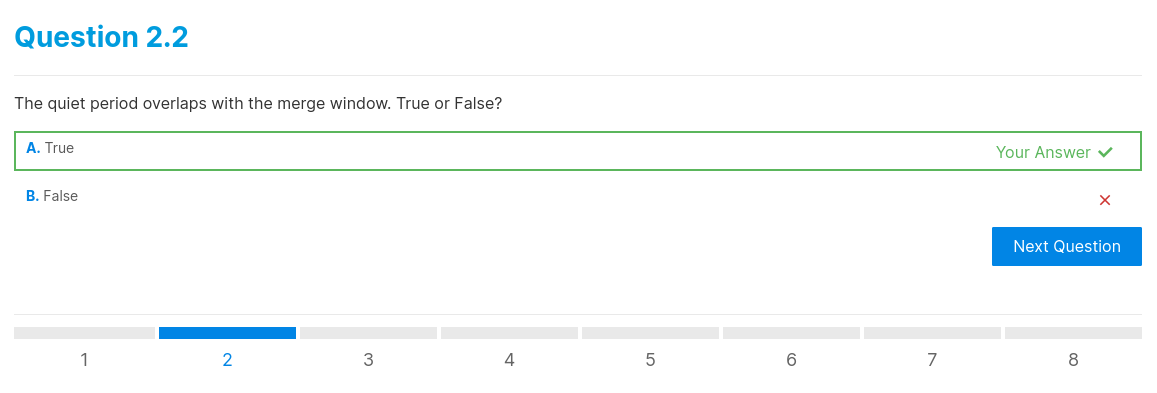 Question 2.2
The quiet period overlaps with the merge window. True or False?
A. True Your Answer
B. False
Next Question
1 2 3 4 5 6 7 8